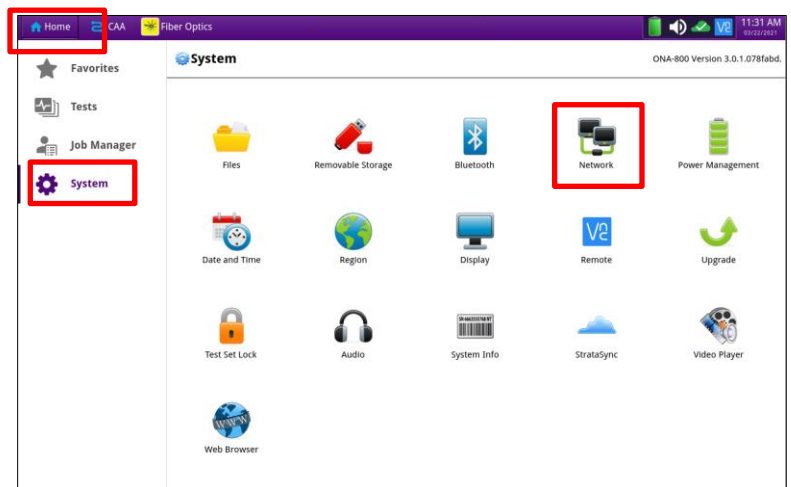 Home CAA Fiber Optics 11:31 AM
03/22/2021
Favorites
Tests
Job Manager
System
System ONA-800 Version 3.0.1.078fabd.
Files Removable Storage Bluetooth Network Power Management
Date and Time Region Display Remote Upgrade
Test Set Lock Audio System Info StrataSync Video Player
WWW
Web Browser